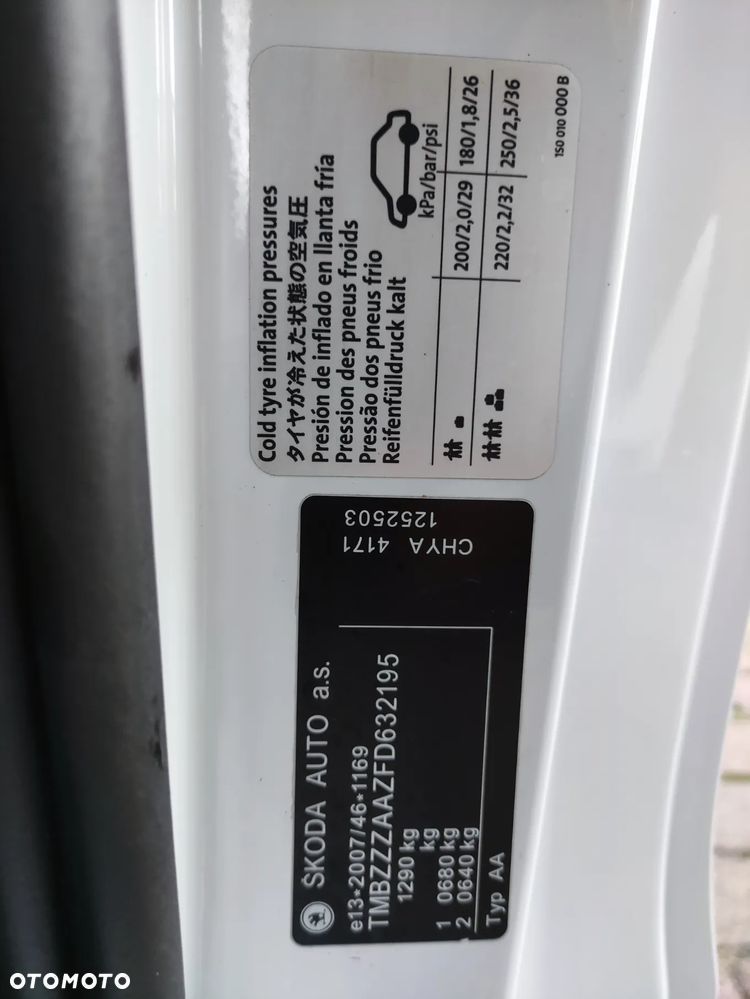 Cold tyre inflation pressures
タイヤが冷えた状態の空気圧
Presión de inflado en llanta fría
Pression des pneus froids
Pressão dos pneus frio
Reifenfülldruck kalt
kPa/bar/psi
200/2,0/29 180/1,8/26
220/2,2/32 250/2,5/36
1S0 010 000 B
ŠKODA AUTO a.s.
e13*2007/46*1169
TMBZZZAAZFD632195
1290 kg
kg
1 0680 kg
2 0640 kg
Typ AA
CHYA 4171
1252503
OTOMOTO